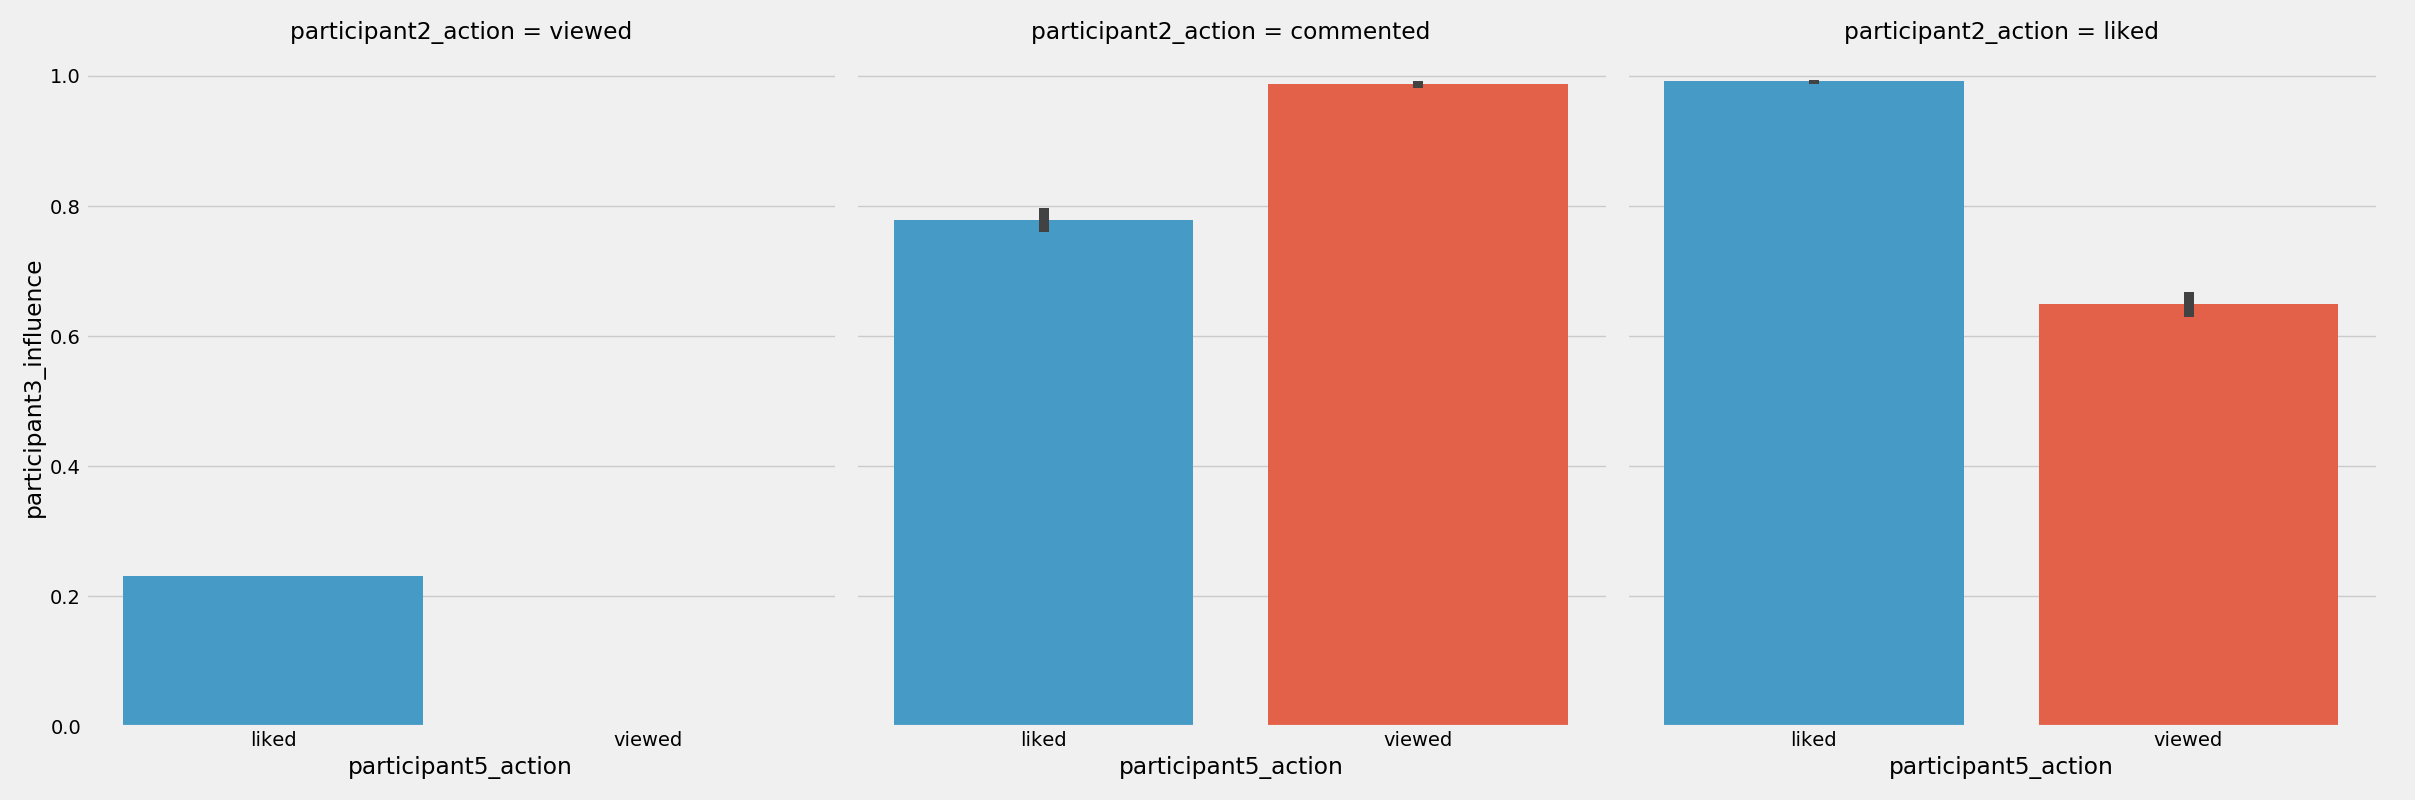 participant2_action = viewed
participant2_action = commented
participant2_action = liked
participant3_influence
1.0
0.8
0.6
0.4
0.2
0.0
liked
viewed
liked
viewed
liked
viewed
participant5_action
participant5_action
participant5_action